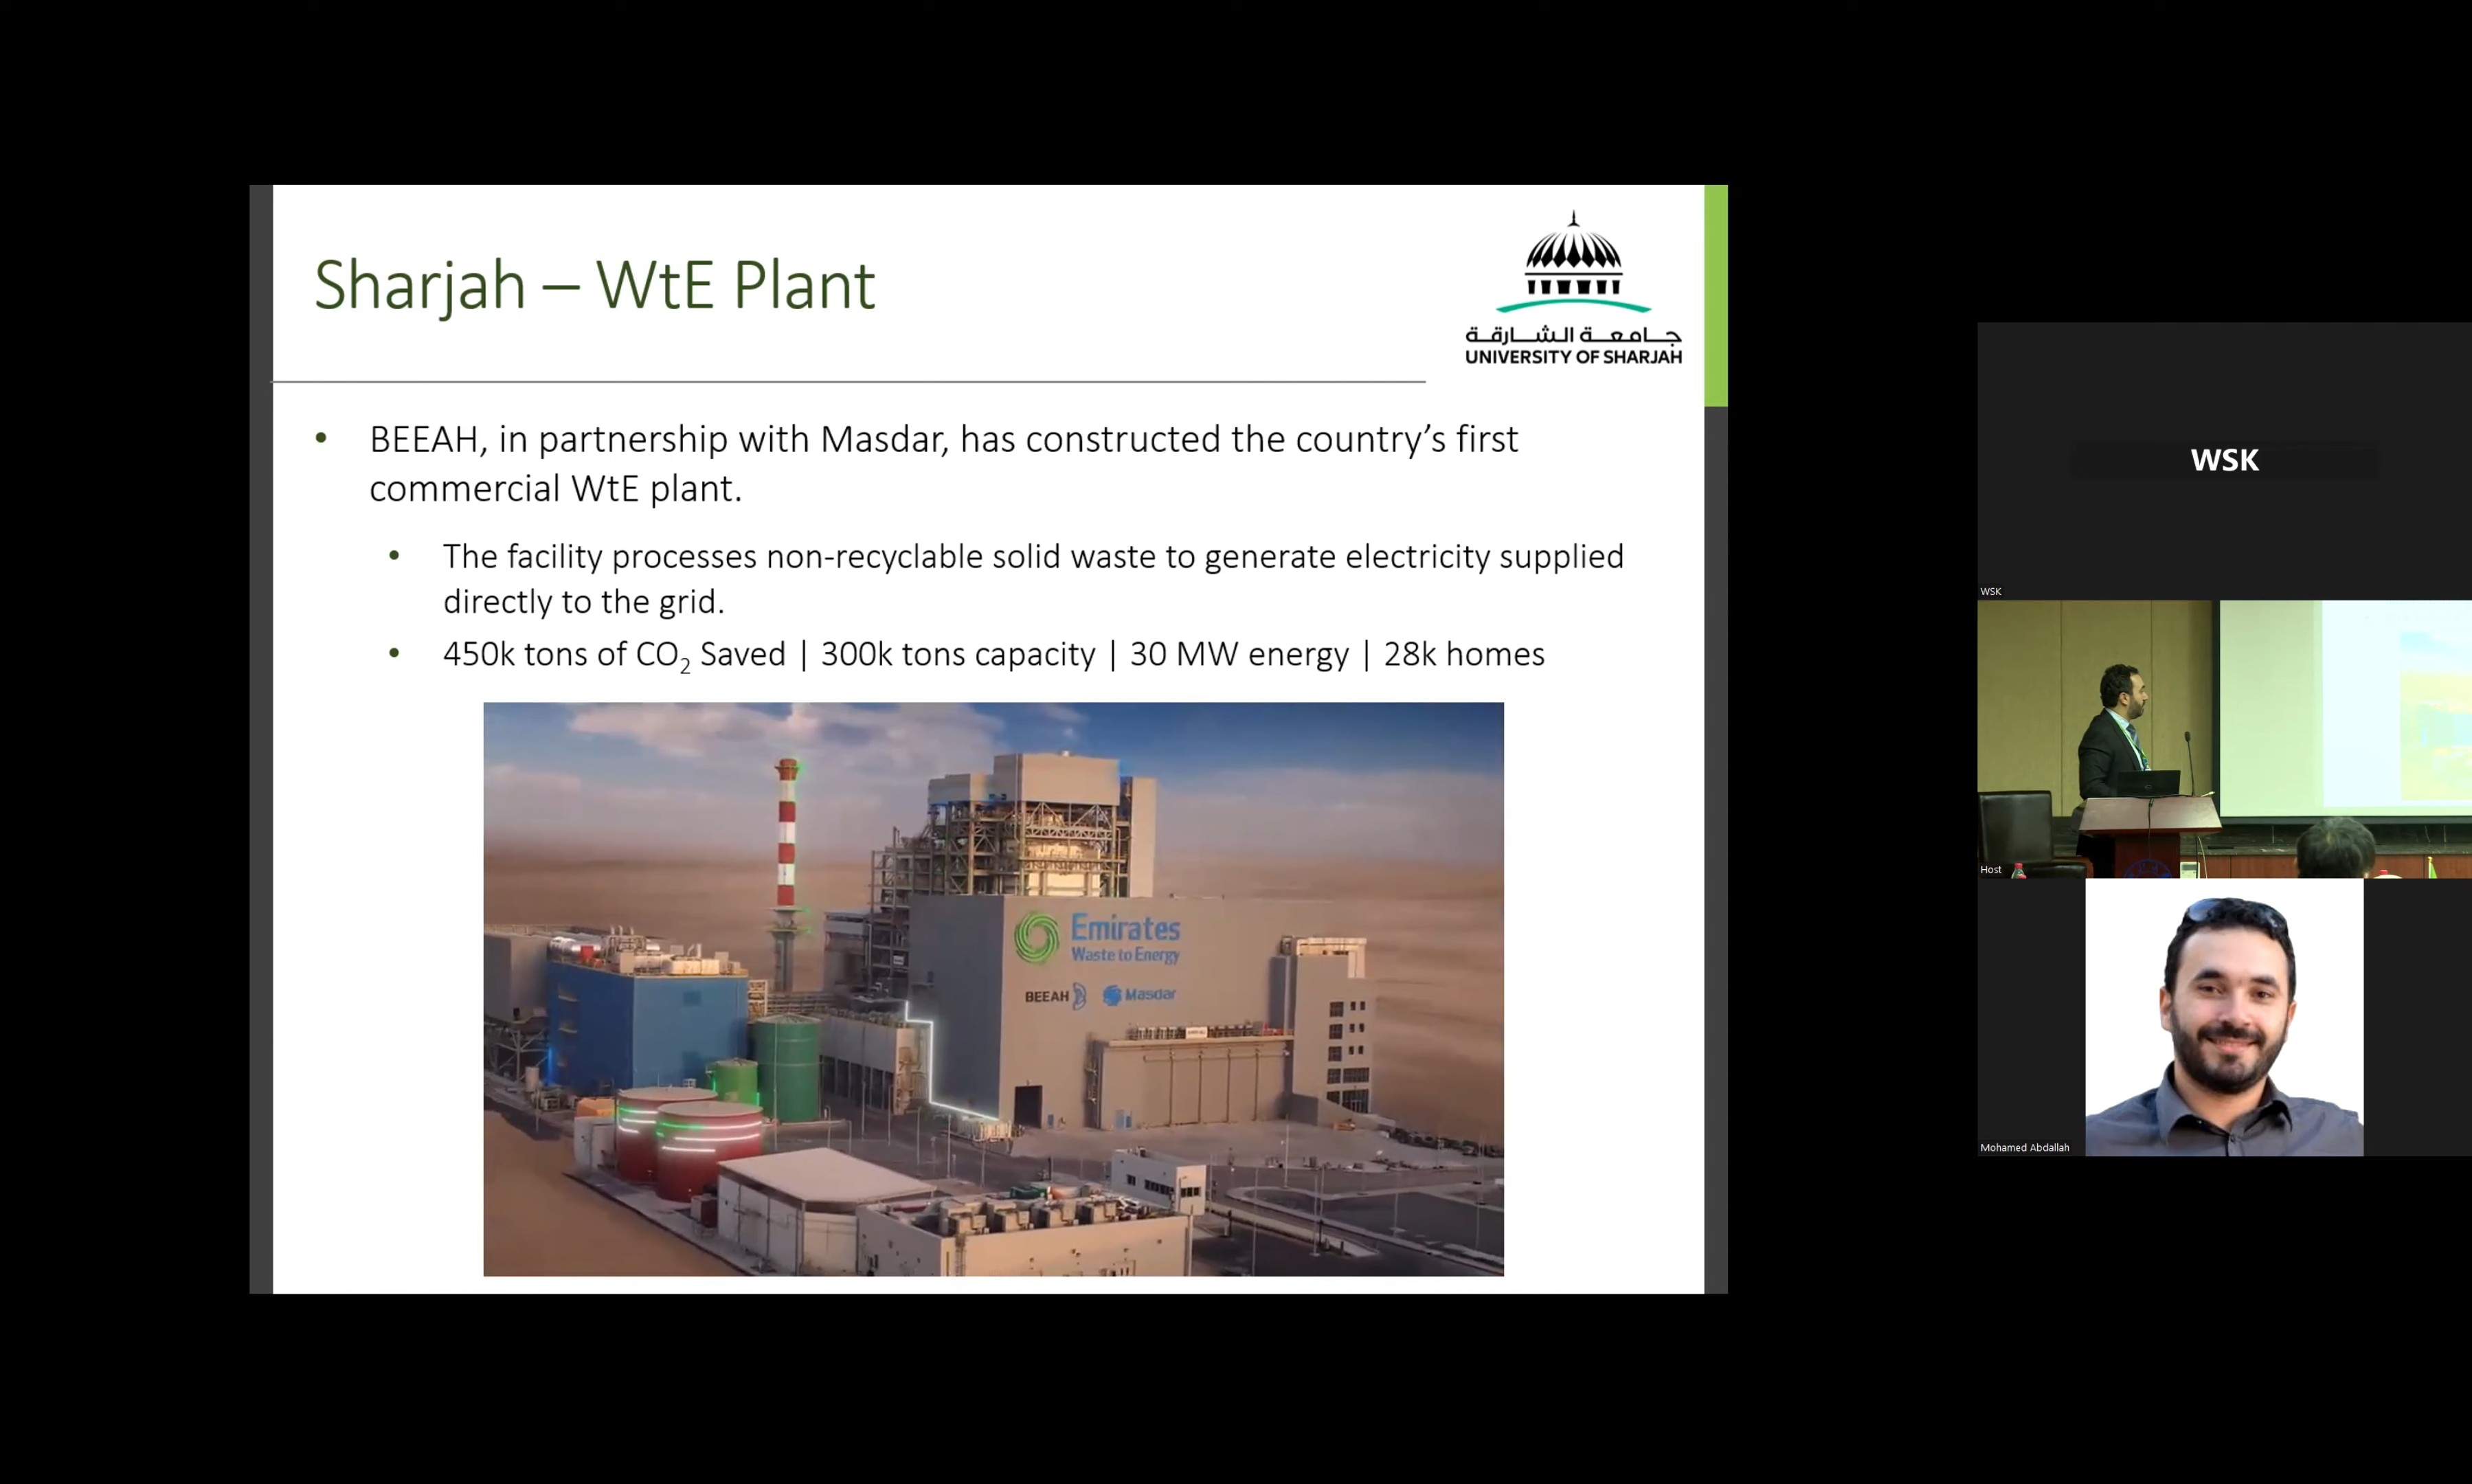 Sharjah – WtE Plant
جامعة الشارقة
UNIVERSITY OF SHARJAH
• BEEAH, in partnership with Masdar, has constructed the country’s first
commercial WtE plant.
• The facility processes non-recyclable solid waste to generate electricity supplied
directly to the grid.
• 450k tons of CO₂ Saved | 300k tons capacity | 30 MW energy | 28k homes
Emirates
Waste to Energy
BEEAH Masdar
WSK
WSK
Host
Mohamed Abdallah